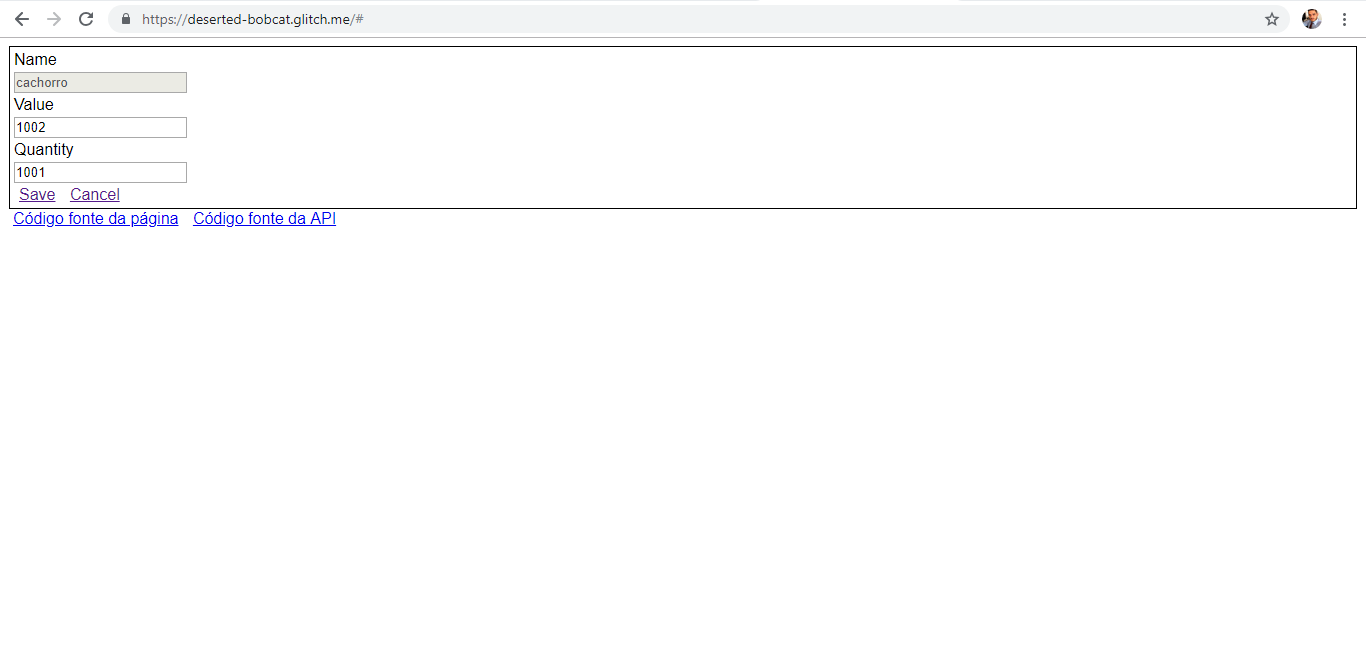 https://deserted-bobcat.glitch.me/#
Name
cachorro
Value
1002
Quantity
1001
Save Cancel
Código fonte da página Código fonte da API